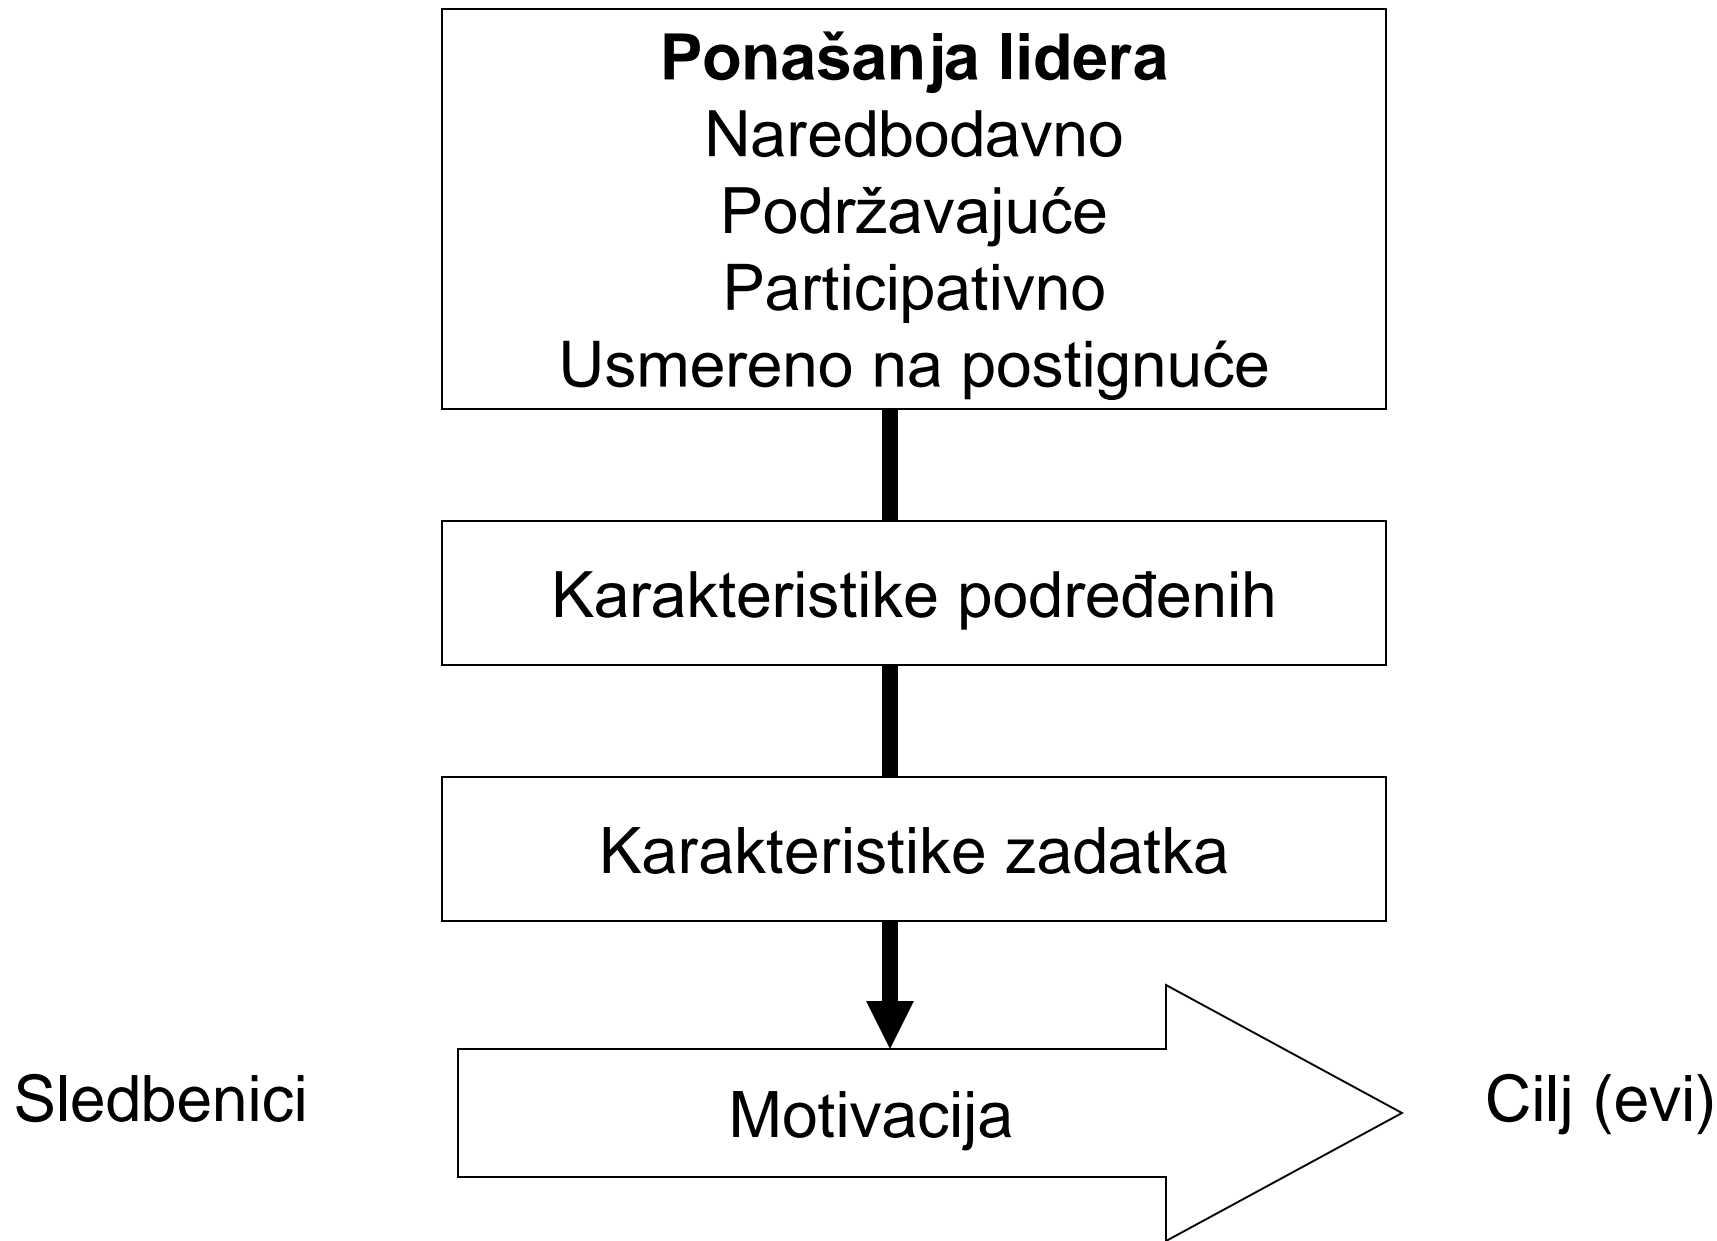 Ponašanja lidera
Naredbodavno
Podržavajuće
Participativno
Usmereno na postignuće
Karakteristike podređenih
Karakteristike zadatka
Sledbenici
Motivacija
Cilj (evi)